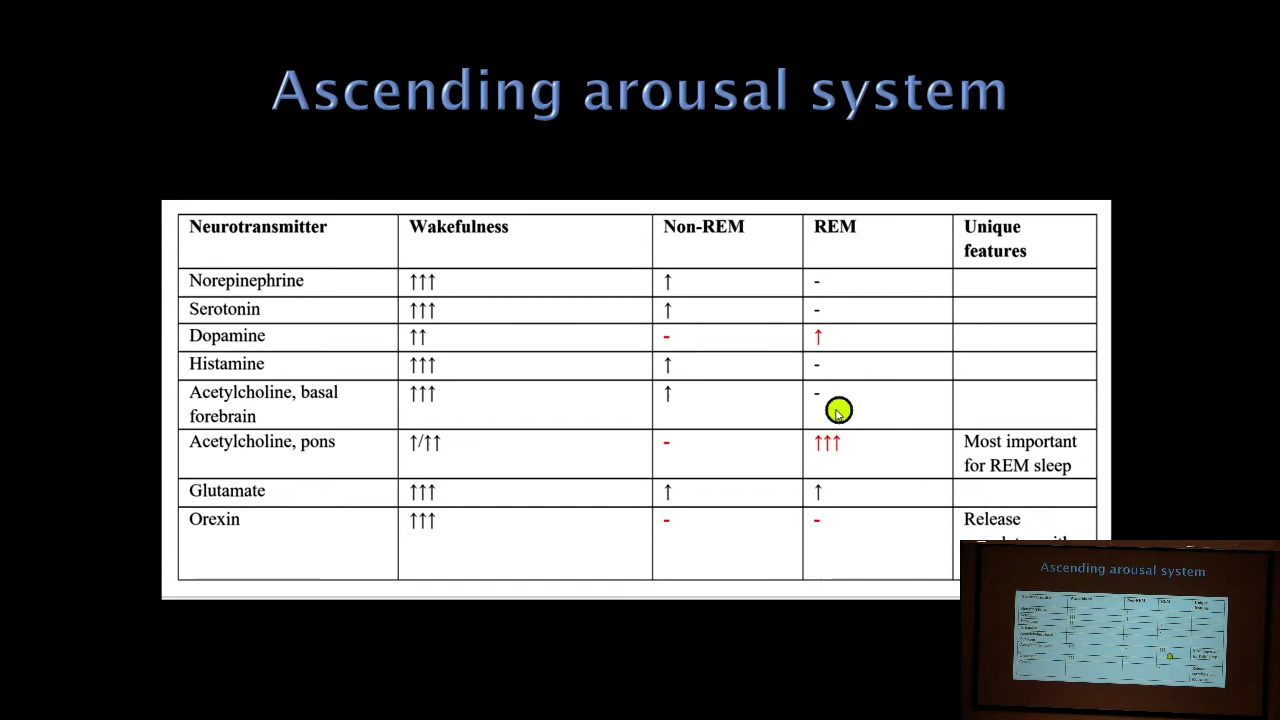 Ascending arousal system
Neurotransmitter Wakefulness Non-REM REM Unique
features
Norepinephrine ↑↑↑ ↑ -
Serotonin ↑↑↑ ↑ -
Dopamine ↑↑ - ↑
Histamine ↑↑↑ ↑ -
Acetylcholine, basal ↑↑↑ ↑ -
forebrain
Acetylcholine, pons ↑/↑↑ - ↑↑↑ Most important
for REM sleep
Glutamate ↑↑↑ ↑ ↑
Orexin ↑↑↑ - - Release
Ascending arousal system